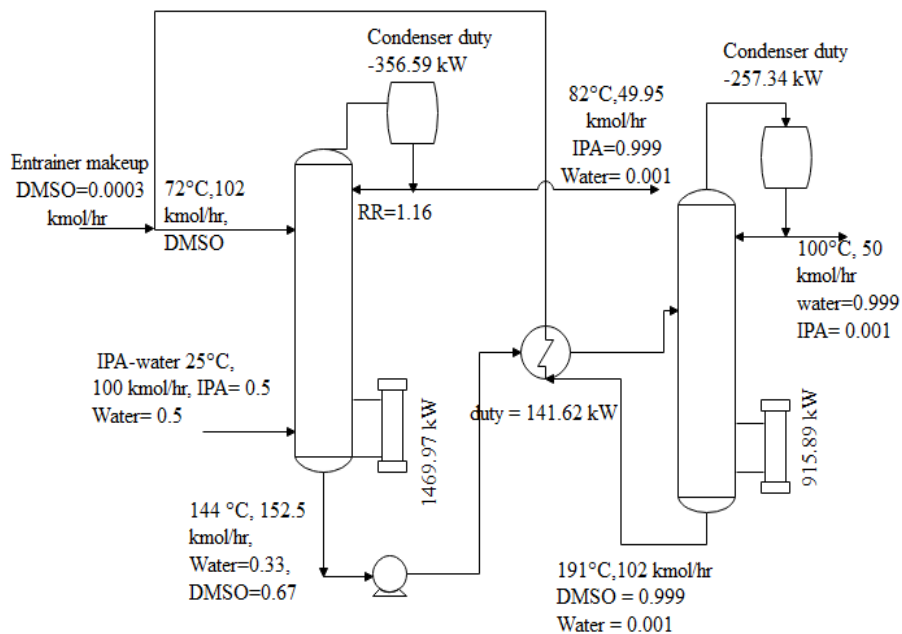 Condenser duty
-356.59 kW
Condenser duty
-257.34 kW
82°C,49.95
kmol/hr
IPA=0.999
Water= 0.001
Entrainer makeup
DMSO=0.0003
kmol/hr
72°C,102
kmol/hr,
DMSO
RR=1.16
100°C, 50
kmol/hr
water=0.999
IPA= 0.001
IPA-water 25°C,
100 kmol/hr, IPA= 0.5
Water= 0.5
1469.97 kW
duty = 141.62 kW
915.89 kW
144 °C, 152.5
kmol/hr,
Water=0.33,
DMSO=0.67
191°C,102 kmol/hr
DMSO = 0.999
Water = 0.001